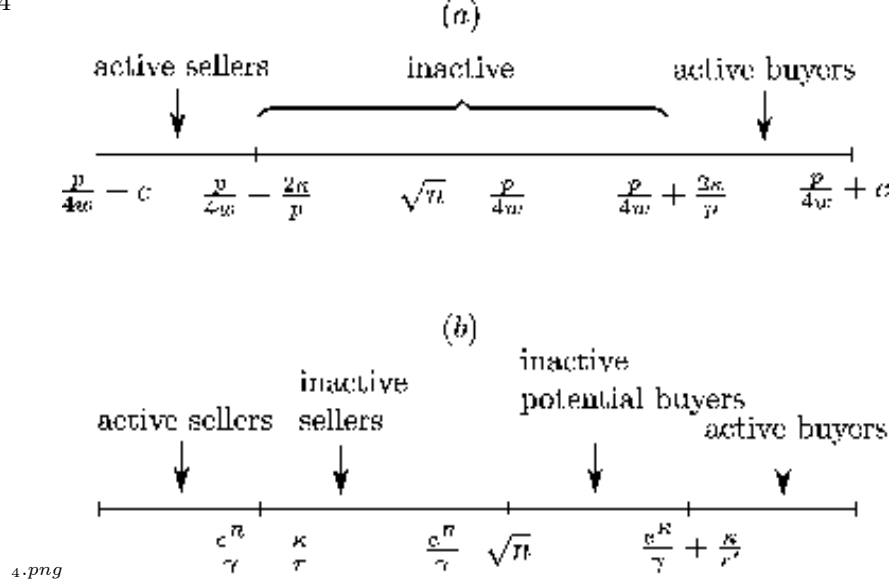 4
(a)
active sellers inactive active buyers
p/4w − c p/4w − 2κ/p √n p/4w p/4w + 2κ/p p/4w + c
(b)
inactive
inactive
potential buyers
active sellers sellers
active buyers
√n
4.png